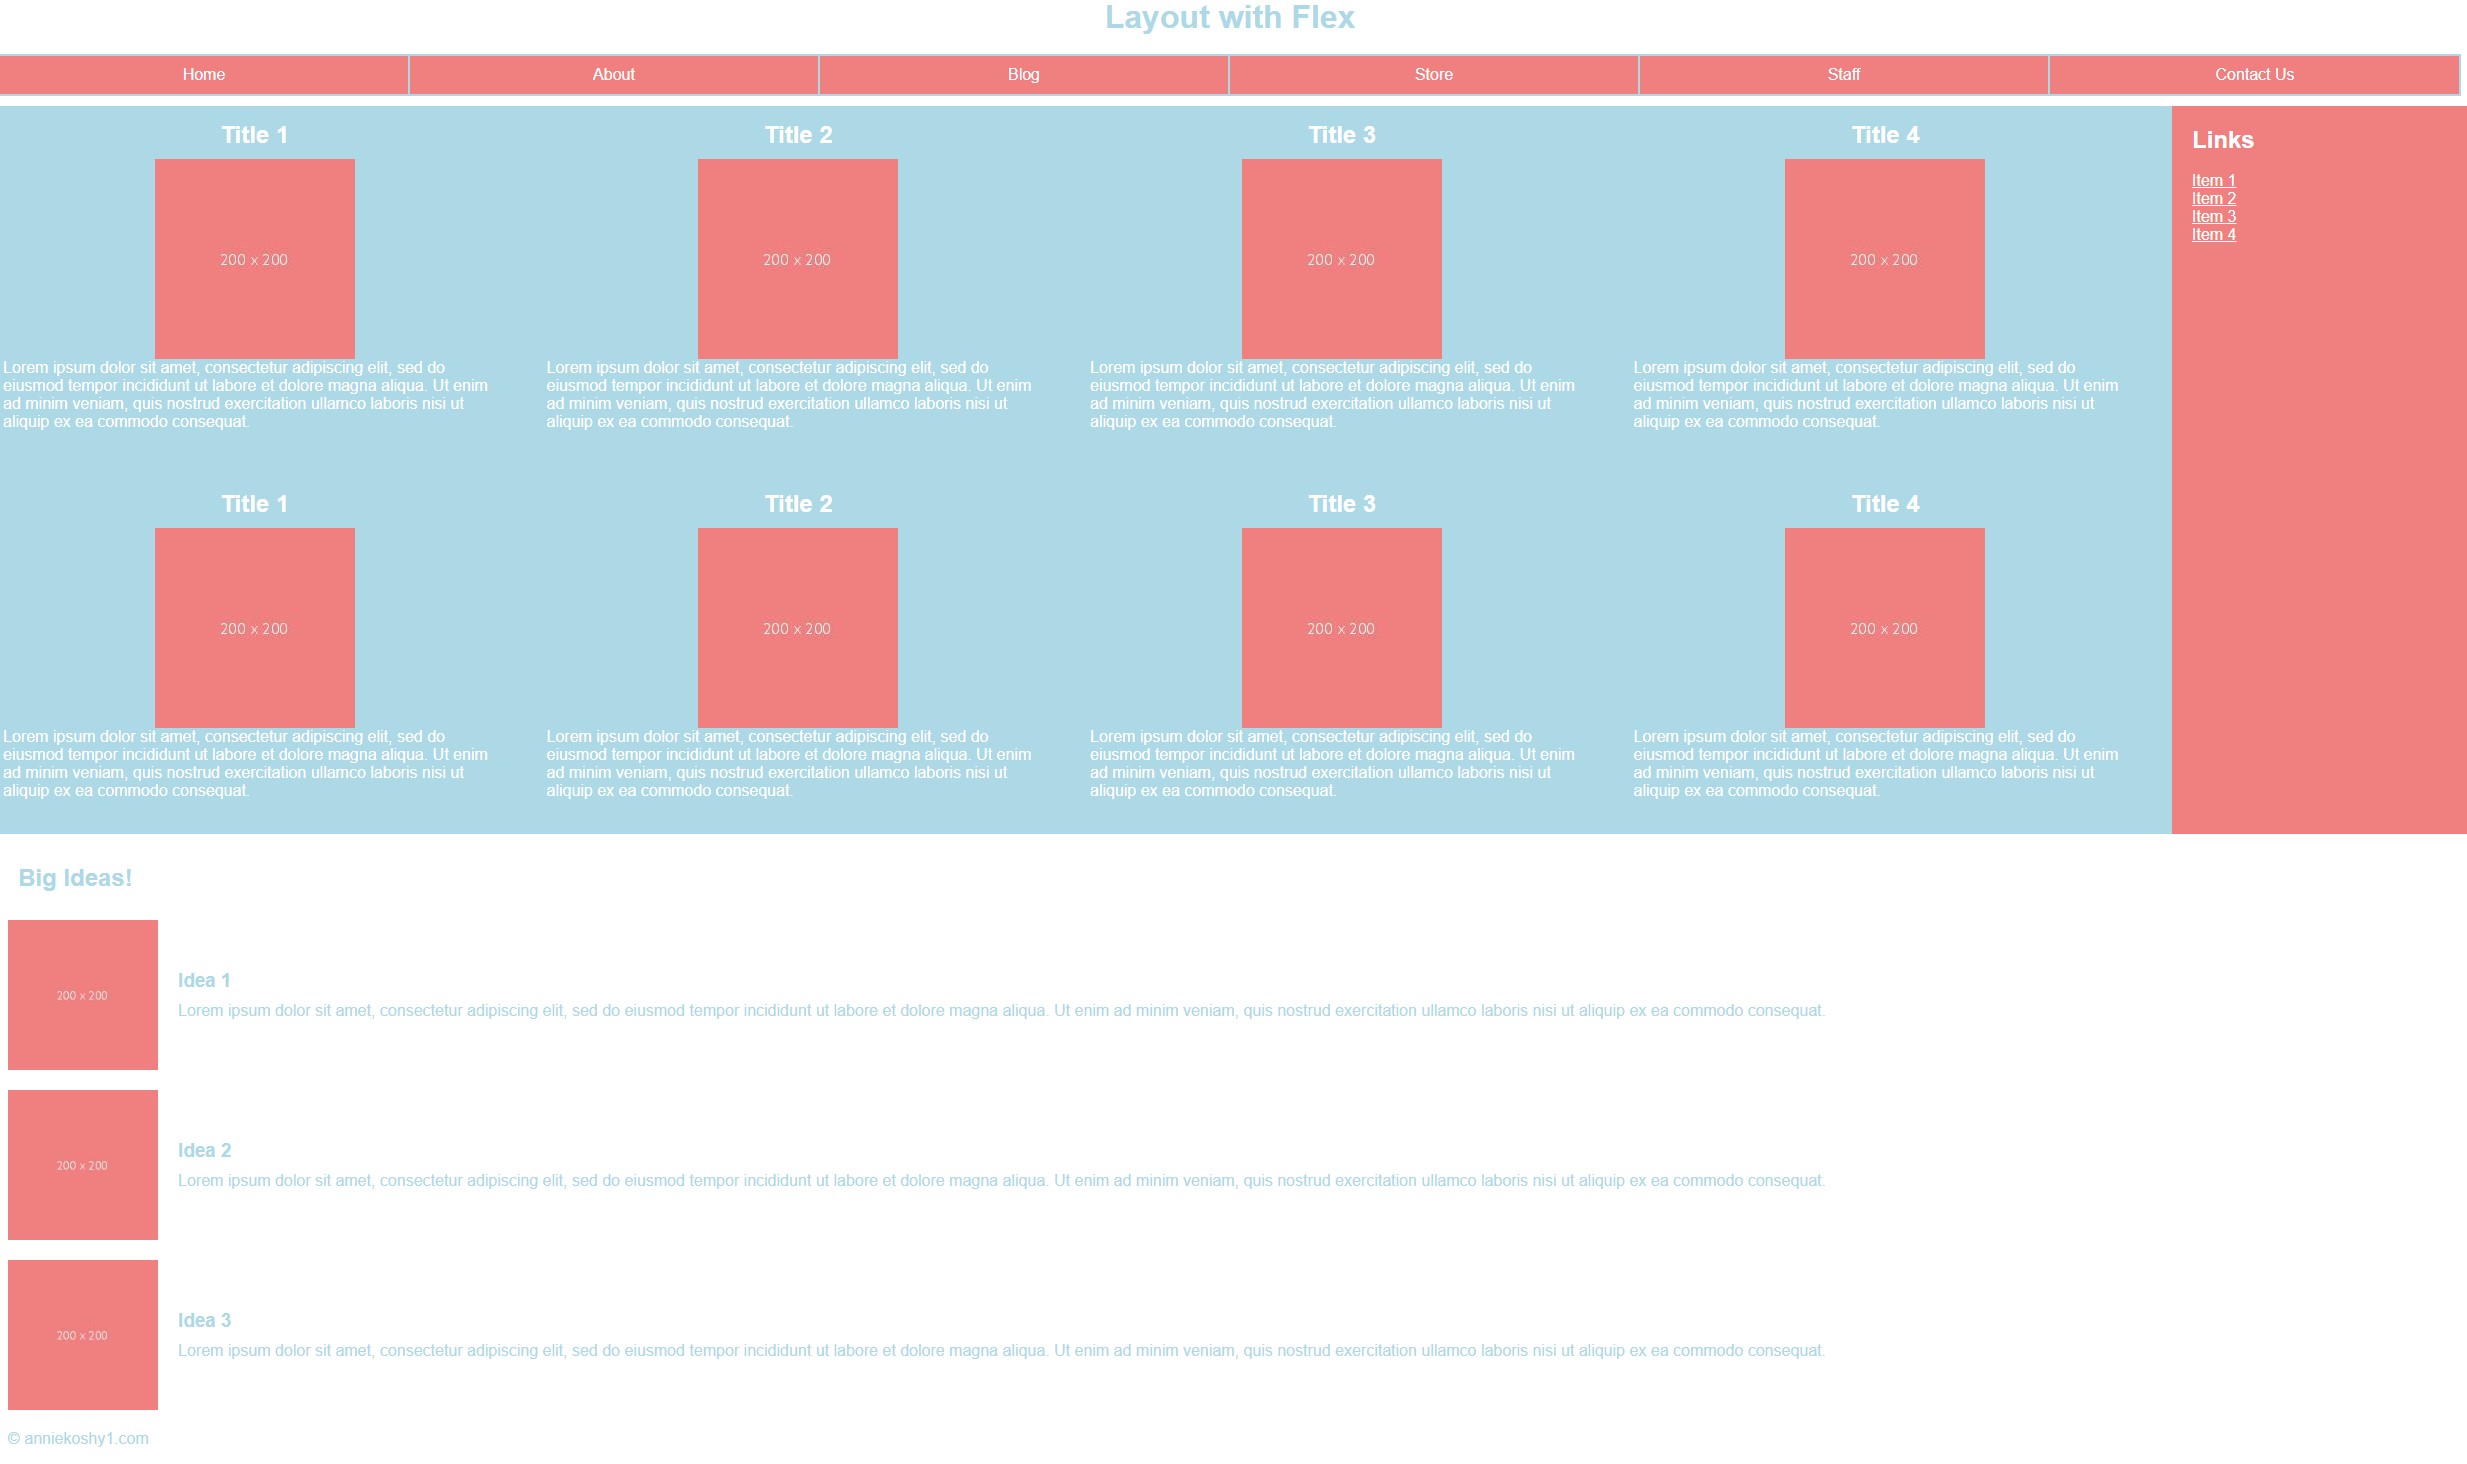 Layout with Flex
Home About Blog Store Staff Contact Us
Title 1
200 x 200
Lorem ipsum dolor sit amet, consectetur adipiscing elit, sed do
eiusmod tempor incididunt ut labore et dolore magna aliqua. Ut enim
ad minim veniam, quis nostrud exercitation ullamco laboris nisi ut
aliquip ex ea commodo consequat.
Title 2
200 x 200
Lorem ipsum dolor sit amet, consectetur adipiscing elit, sed do
eiusmod tempor incididunt ut labore et dolore magna aliqua. Ut enim
ad minim veniam, quis nostrud exercitation ullamco laboris nisi ut
aliquip ex ea commodo consequat.
Title 3
200 x 200
Lorem ipsum dolor sit amet, consectetur adipiscing elit, sed do
eiusmod tempor incididunt ut labore et dolore magna aliqua. Ut enim
ad minim veniam, quis nostrud exercitation ullamco laboris nisi ut
aliquip ex ea commodo consequat.
Title 4
200 x 200
Lorem ipsum dolor sit amet, consectetur adipiscing elit, sed do
eiusmod tempor incididunt ut labore et dolore magna aliqua. Ut enim
ad minim veniam, quis nostrud exercitation ullamco laboris nisi ut
aliquip ex ea commodo consequat.
Title 1
200 x 200
Lorem ipsum dolor sit amet, consectetur adipiscing elit, sed do
eiusmod tempor incididunt ut labore et dolore magna aliqua. Ut enim
ad minim veniam, quis nostrud exercitation ullamco laboris nisi ut
aliquip ex ea commodo consequat.
Title 2
200 x 200
Lorem ipsum dolor sit amet, consectetur adipiscing elit, sed do
eiusmod tempor incididunt ut labore et dolore magna aliqua. Ut enim
ad minim veniam, quis nostrud exercitation ullamco laboris nisi ut
aliquip ex ea commodo consequat.
Title 3
200 x 200
Lorem ipsum dolor sit amet, consectetur adipiscing elit, sed do
eiusmod tempor incididunt ut labore et dolore magna aliqua. Ut enim
ad minim veniam, quis nostrud exercitation ullamco laboris nisi ut
aliquip ex ea commodo consequat.
Title 4
200 x 200
Lorem ipsum dolor sit amet, consectetur adipiscing elit, sed do
eiusmod tempor incididunt ut labore et dolore magna aliqua. Ut enim
ad minim veniam, quis nostrud exercitation ullamco laboris nisi ut
aliquip ex ea commodo consequat.
Links
Item 1
Item 2
Item 3
Item 4
Big Ideas!
200 x 200
Idea 1
Lorem ipsum dolor sit amet, consectetur adipiscing elit, sed do eiusmod tempor incididunt ut labore et dolore magna aliqua. Ut enim ad minim veniam, quis nostrud exercitation ullamco laboris nisi ut aliquip ex ea commodo consequat.
200 x 200
Idea 2
Lorem ipsum dolor sit amet, consectetur adipiscing elit, sed do eiusmod tempor incididunt ut labore et dolore magna aliqua. Ut enim ad minim veniam, quis nostrud exercitation ullamco laboris nisi ut aliquip ex ea commodo consequat.
200 x 200
Idea 3
Lorem ipsum dolor sit amet, consectetur adipiscing elit, sed do eiusmod tempor incididunt ut labore et dolore magna aliqua. Ut enim ad minim veniam, quis nostrud exercitation ullamco laboris nisi ut aliquip ex ea commodo consequat.
© anniekoshy1.com